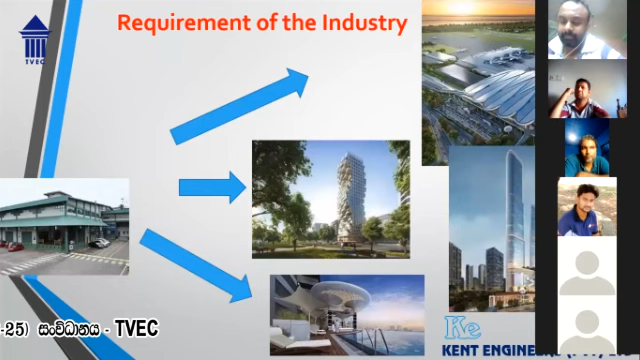 Requirement of the Industry
TVEC
-25) සංවිධානය - TVEC
Ke
KENT ENGINEE